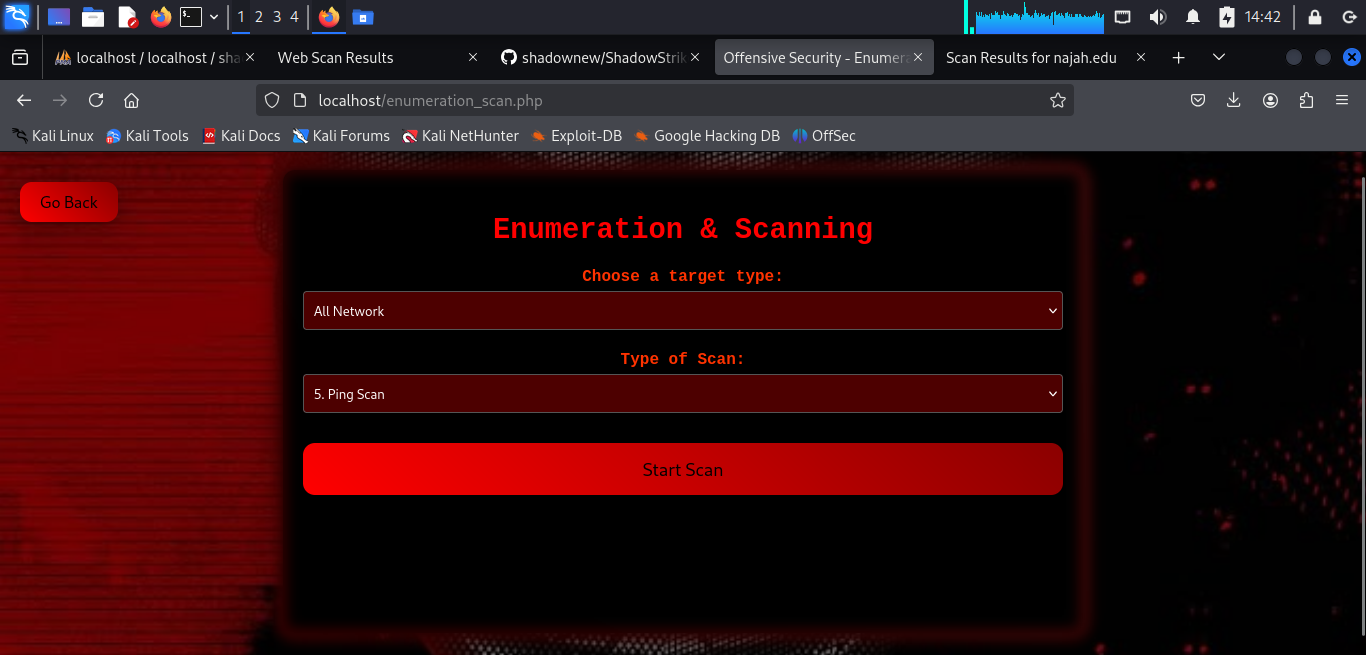 1 2 3 4
14:42
localhost / localhost / sha
Web Scan Results
shadownew/ShadowStrik
Offensive Security - Enumera
Scan Results for najah.edu
localhost/enumeration_scan.php
Kali Linux
Kali Tools
Kali Docs
Kali Forums
Kali NetHunter
Exploit-DB
Google Hacking DB
OffSec
Go Back
Enumeration & Scanning
Choose a target type:
All Network
Type of Scan:
5. Ping Scan
Start Scan